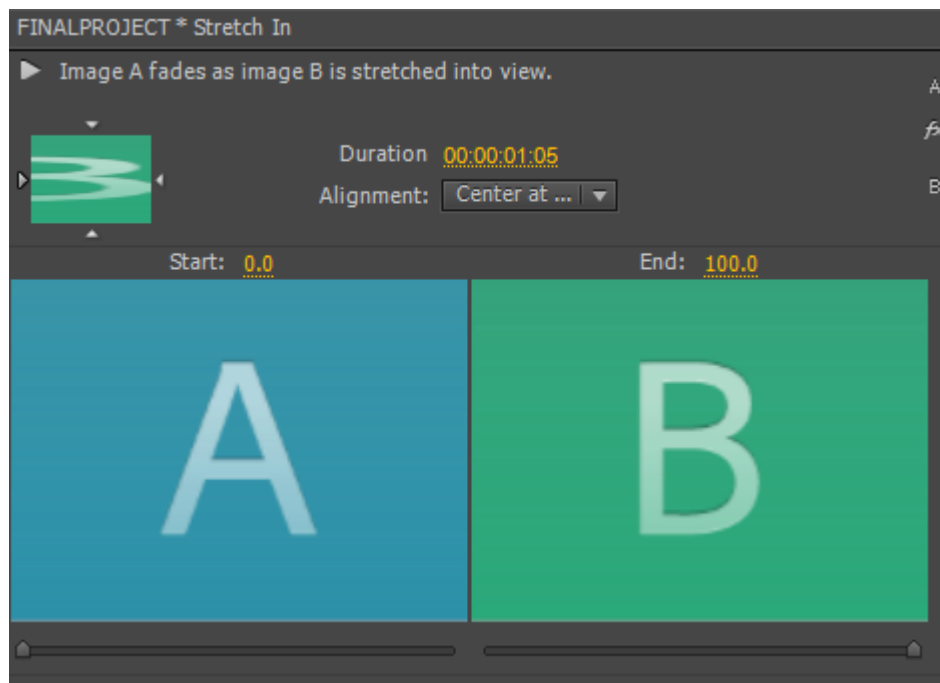 FINALPROJECT * Stretch In
Image A fades as image B is stretched into view.
A
fx
B
Duration 00:00:01:05
Alignment: Center at ...
Start: 0.0
End: 100.0
A
B